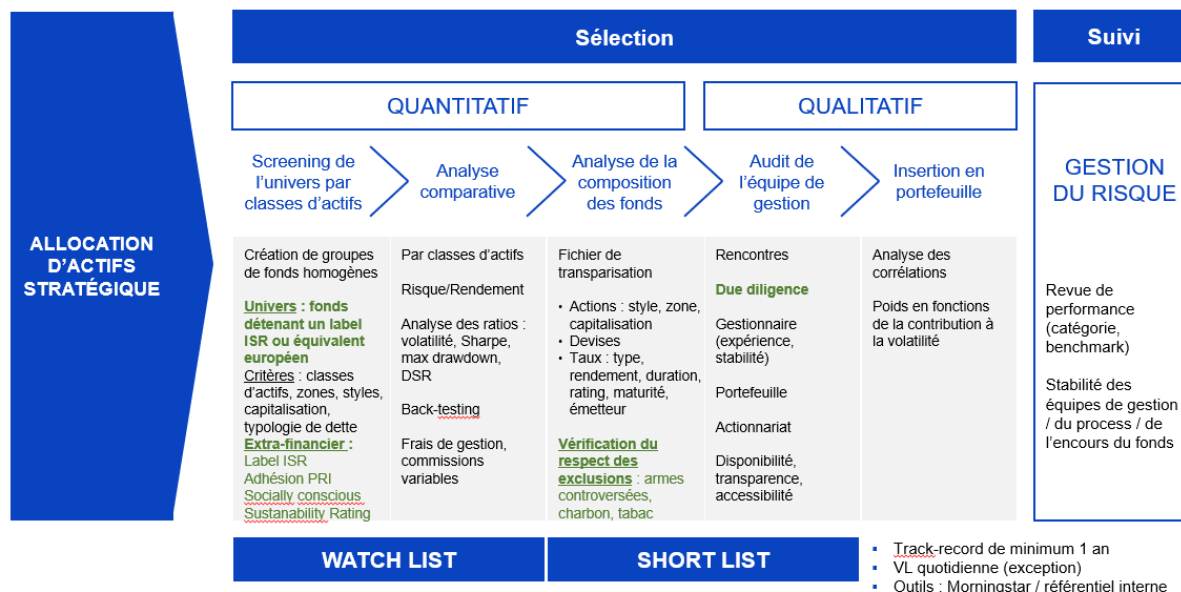 Sélection
Suivi
QUANTITATIF
QUALITATIF
Screening de
l'univers par
classes d'actifs
Analyse
comparative
Analyse de la
composition
des fonds
Audit de
l'équipe de
gestion
Insertion en
portefeuille
GESTION
DU RISQUE
ALLOCATION
D'ACTIFS
STRATÉGIQUE
Création de groupes
de fonds homogènes
Univers : fonds
détenant un label
ISR ou équivalent
européen
Critères : classes
d'actifs, zones, styles,
capitalisation,
typologie de dette
Extra-financier :
Label ISR
Adhésion PRI
Socially conscious
Sustanability Rating
Par classes d'actifs
Risque/Rendement
Analyse des ratios :
volatilité, Sharpe,
max drawdown,
DSR
Back-testing
Frais de gestion,
commissions
variables
Fichier de
transparisation
• Actions : style, zone,
capitalisation
• Devises
• Taux : type,
rendement, duration,
rating, maturité,
émetteur
Vérification du
respect des
exclusions : armes
controversées,
charbon, tabac
Rencontres
Due diligence
Gestionnaire
(expérience,
stabilité)
Portefeuille
Actionnariat
Disponibilité,
transparence,
accessibilité
Analyse des
corrélations
Poids en fonctions
de la contribution à
la volatilité
Revue de
performance
(catégorie,
benchmark)
Stabilité des
équipes de gestion
/ du process / de
l'encours du fonds
WATCH LIST
SHORT LIST
▪ Track-record de minimum 1 an
▪ VL quotidienne (exception)
▪ Outils : Morningstar / référentiel interne